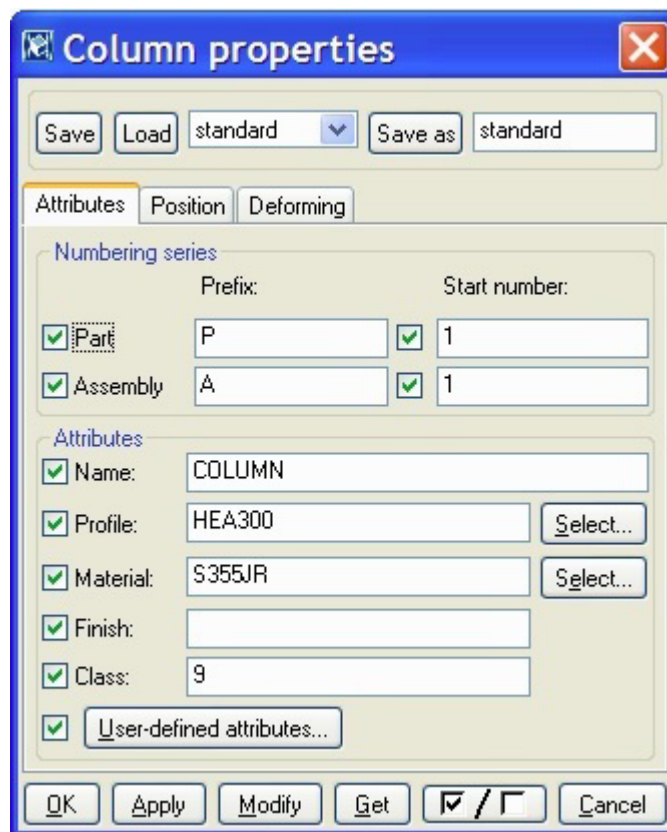 Column properties
Save Load standard Save as standard
Attributes Position Deforming
Numbering series
Prefix: Start number:
Part P 1
Assembly A 1
Attributes
Name: COLUMN
Profile: HEA300 Select...
Material: S355JR Select...
Finish:
Class: 9
User-defined attributes...
OK Apply Modify Get / Cancel